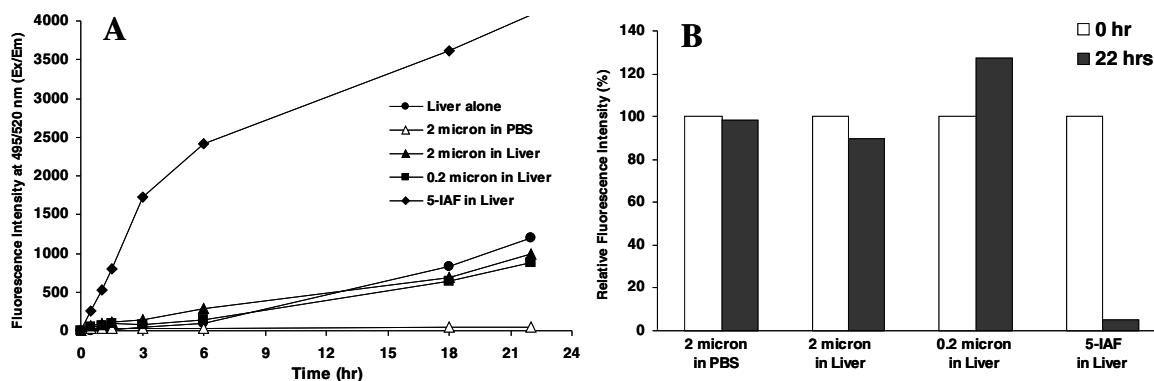 A
Fluorescence Intensity at 495/520 nm (Ex/Em)
4000
3500
3000
2500
2000
1500
1000
500
0
Liver alone
2 micron in PBS
2 micron in Liver
0.2 micron in Liver
5-IAF in Liver
0 3 6 9 12 15 18 21 24
Time (hr)
B
0 hr
22 hrs
Relative Fluorescence Intensity (%)
140
120
100
80
60
40
20
0
2 micron
in PBS
2 micron
in Liver
0.2 micron
in Liver
5-IAF
in Liver